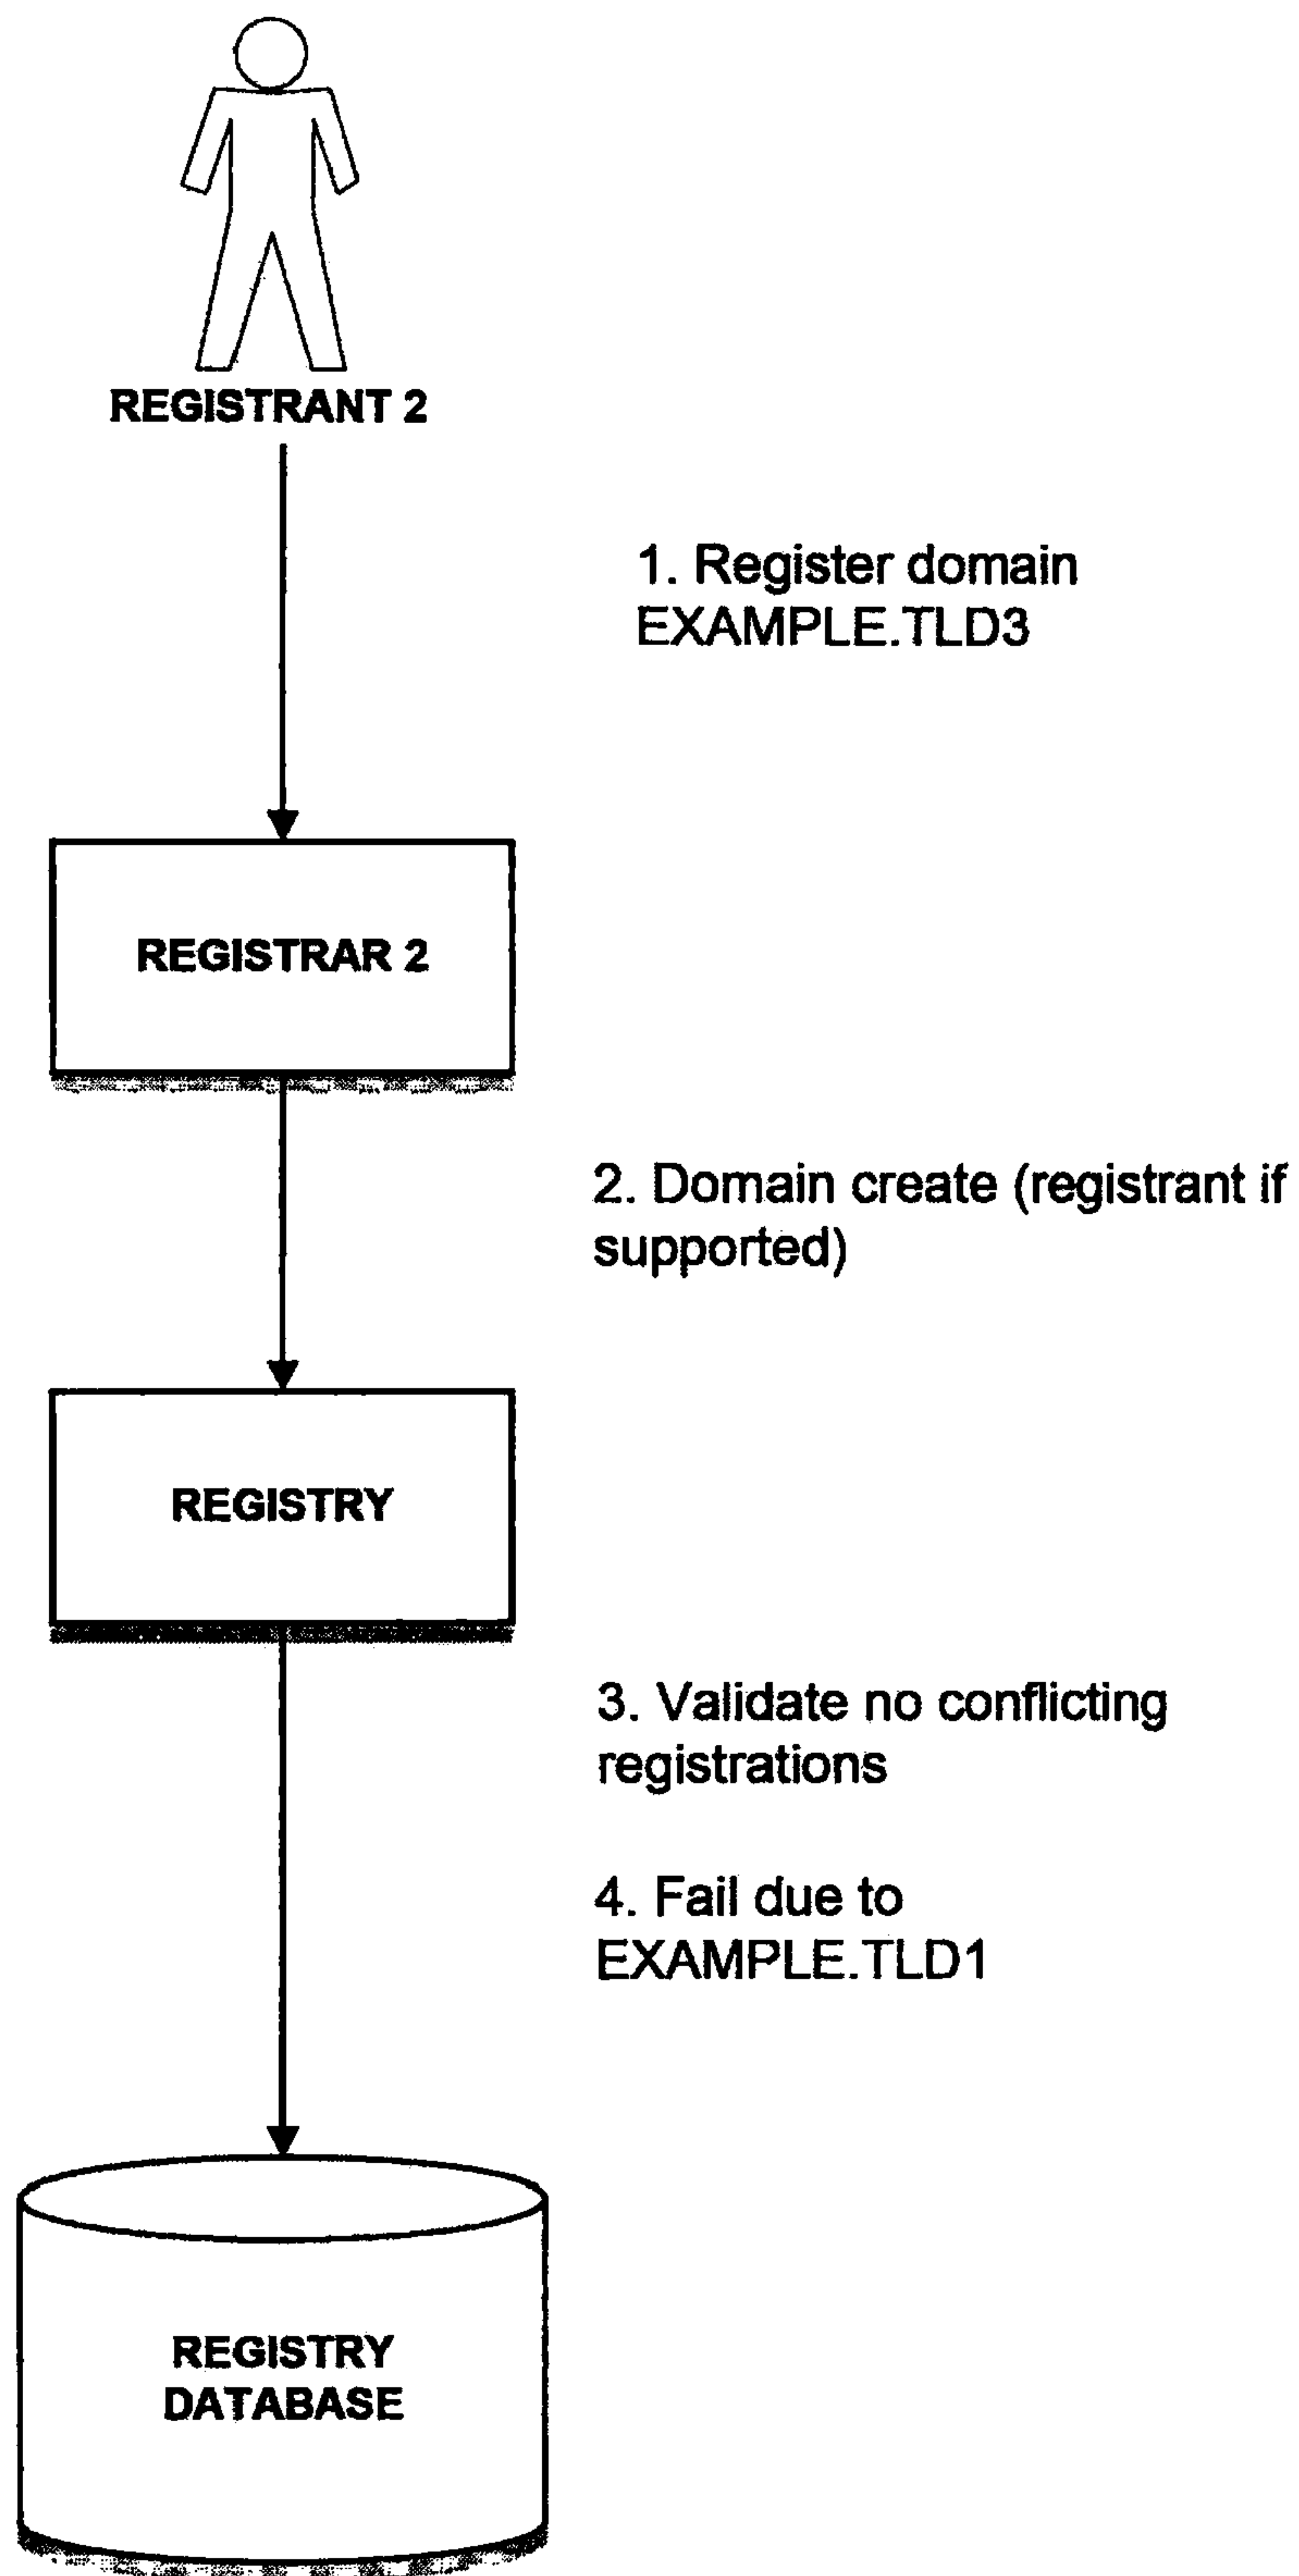 REGISTRANT 2
1. Register domain
EXAMPLE.TLD3
REGISTRAR 2
2. Domain create (registrant if
supported)
REGISTRY
3. Validate no conflicting
registrations
4. Fail due to
EXAMPLE.TLD1
REGISTRY
DATABASE